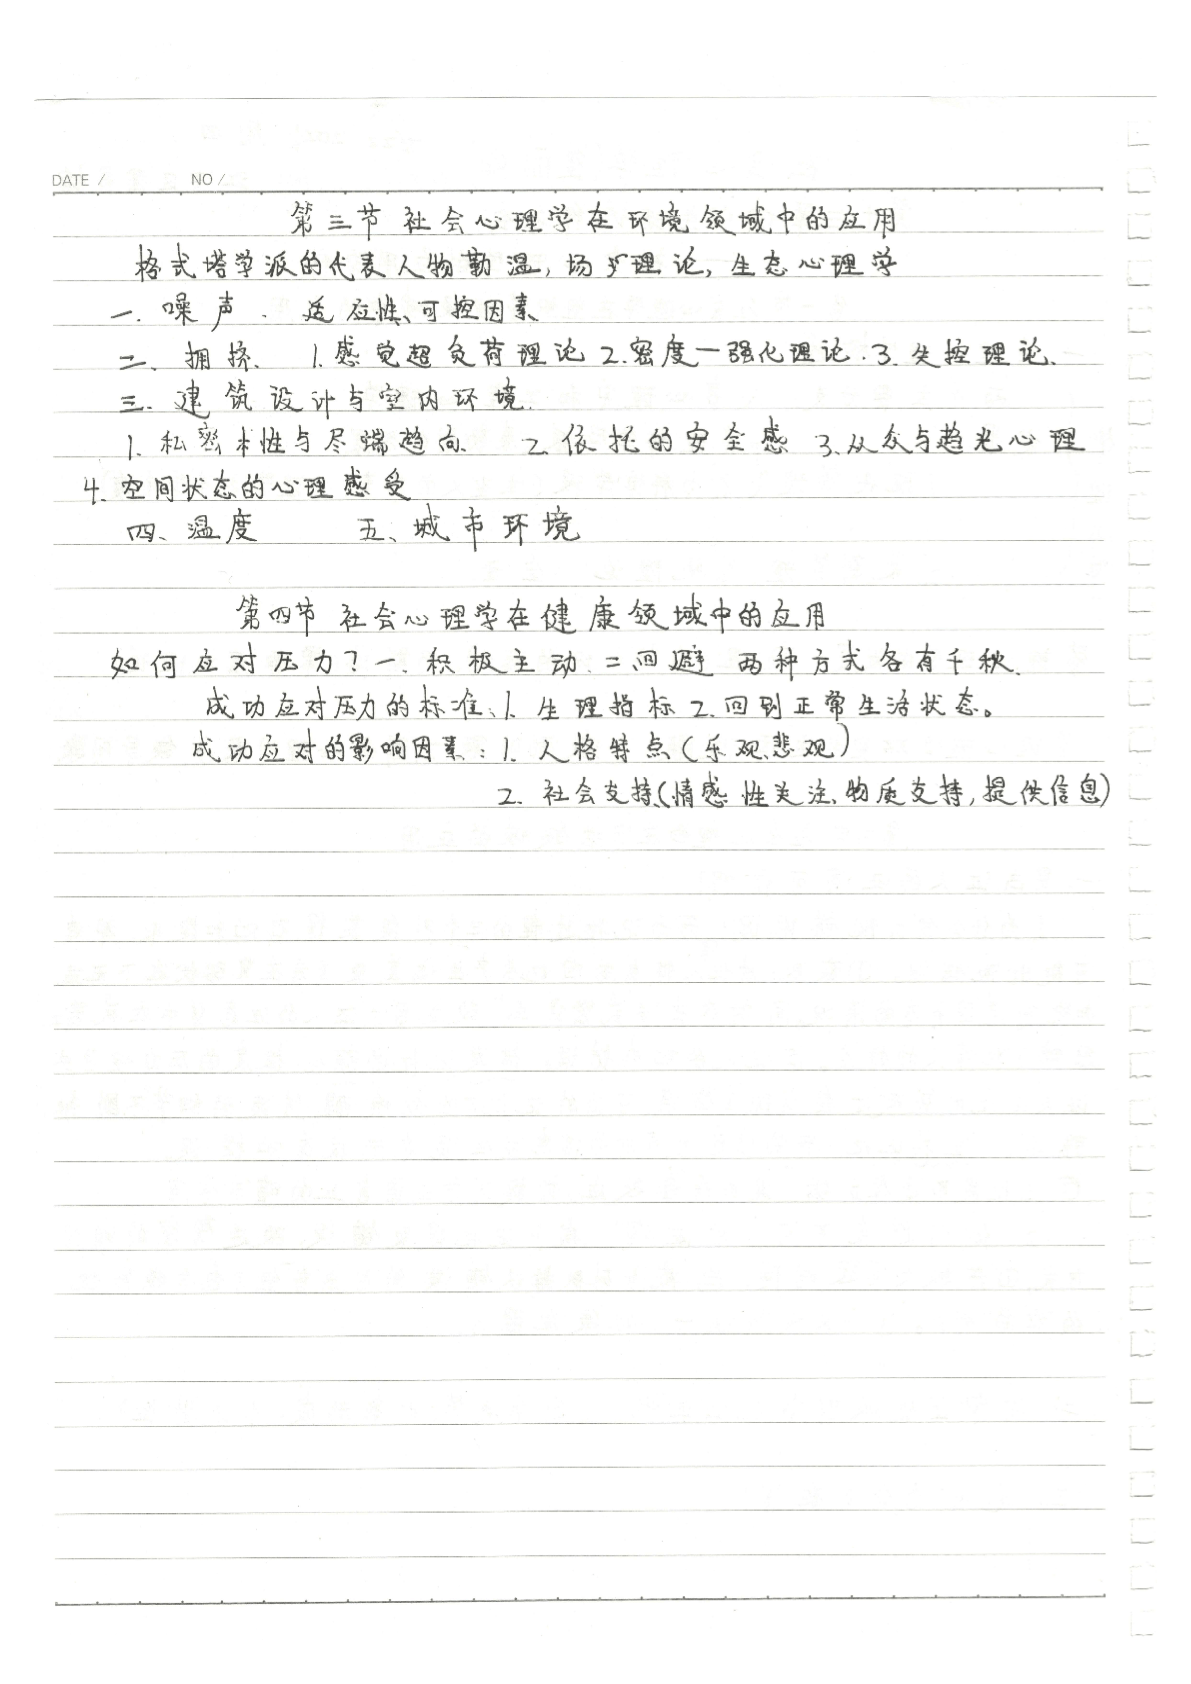 DATE / NO /
第三节 社会心理学在环境领域中的应用
格式塔学派的代表人物勒温,场理论,生态心理学
一.噪声. 适应性、可控因素
二、拥挤. 1.感觉超负荷理论 2.密度—强化理论.3.失控理论.
三.建筑设计与室内环境.
1.私密性与尽端趋向. 2.依托的安全感 3.从众与趋光心理
4.空间状态的心理感受
四、温度 五、城市环境
第四节 社会心理学在健康领域中的应用
如何应对压力?一.积极主动.二.回避 两种方式各有千秋.
成功应对压力的标准、1.生理指标 2.回到正常生活状态。
成功应对的影响因素:1.人格特点(乐观、悲观)
2.社会支持、(情感性关注、物质支持,提供信息)